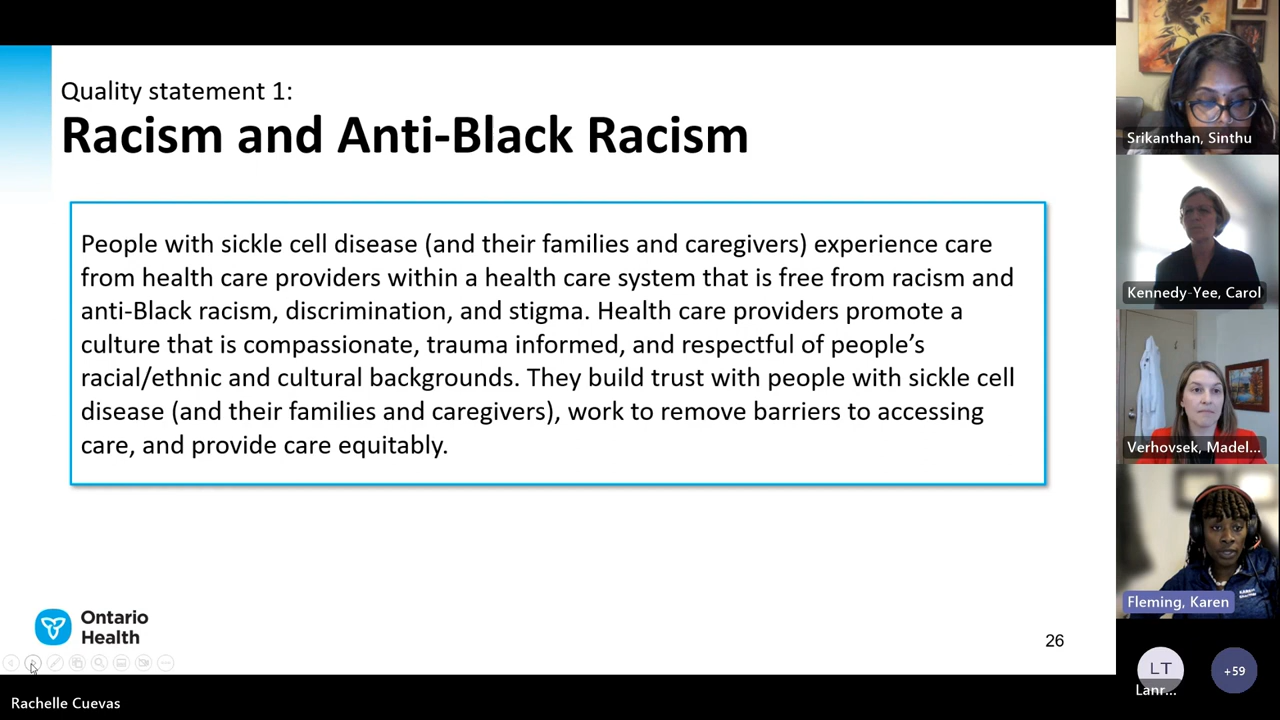 Quality statement 1:
Racism and Anti-Black Racism
People with sickle cell disease (and their families and caregivers) experience care
from health care providers within a health care system that is free from racism and
anti-Black racism, discrimination, and stigma. Health care providers promote a
culture that is compassionate, trauma informed, and respectful of people’s
racial/ethnic and cultural backgrounds. They build trust with people with sickle cell
disease (and their families and caregivers), work to remove barriers to accessing
care, and provide care equitably.
Ontario
Health
26
Rachelle Cuevas
Srikanthan, Sinthu
Kennedy-Yee, Carol
Verhovsek, Madel...
Fleming, Karen
LT
Lanr...
+59